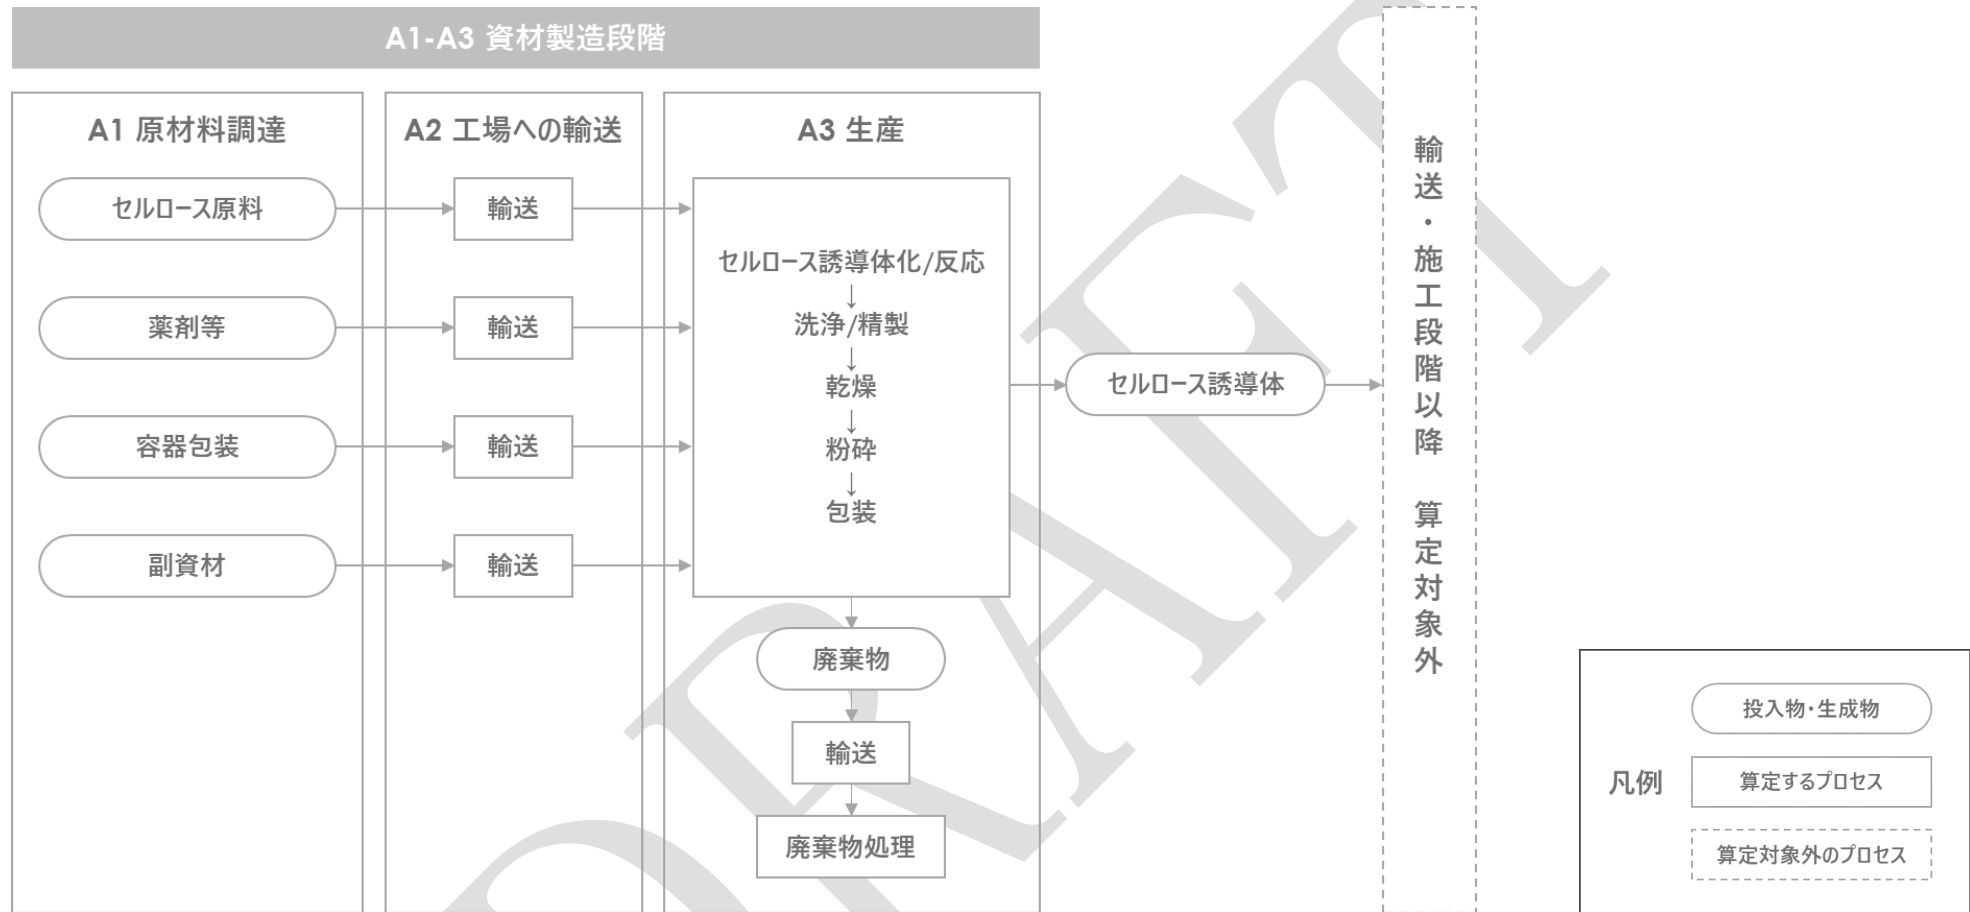 A1-A3 資材製造段階
A1 原材料調達
セルロース原料
薬剤等
容器包装
副資材
A2 工場への輸送
輸送
輸送
輸送
輸送
A3 生産
セルロース誘導体化/反応
↓
洗浄/精製
↓
乾燥
↓
粉砕
↓
包装
廃棄物
輸送
廃棄物処理
セルロース誘導体
輸送・施工段階以降 算定対象外
凡例
投入物・生成物
算定するプロセス
算定対象外のプロセス
DRAFT